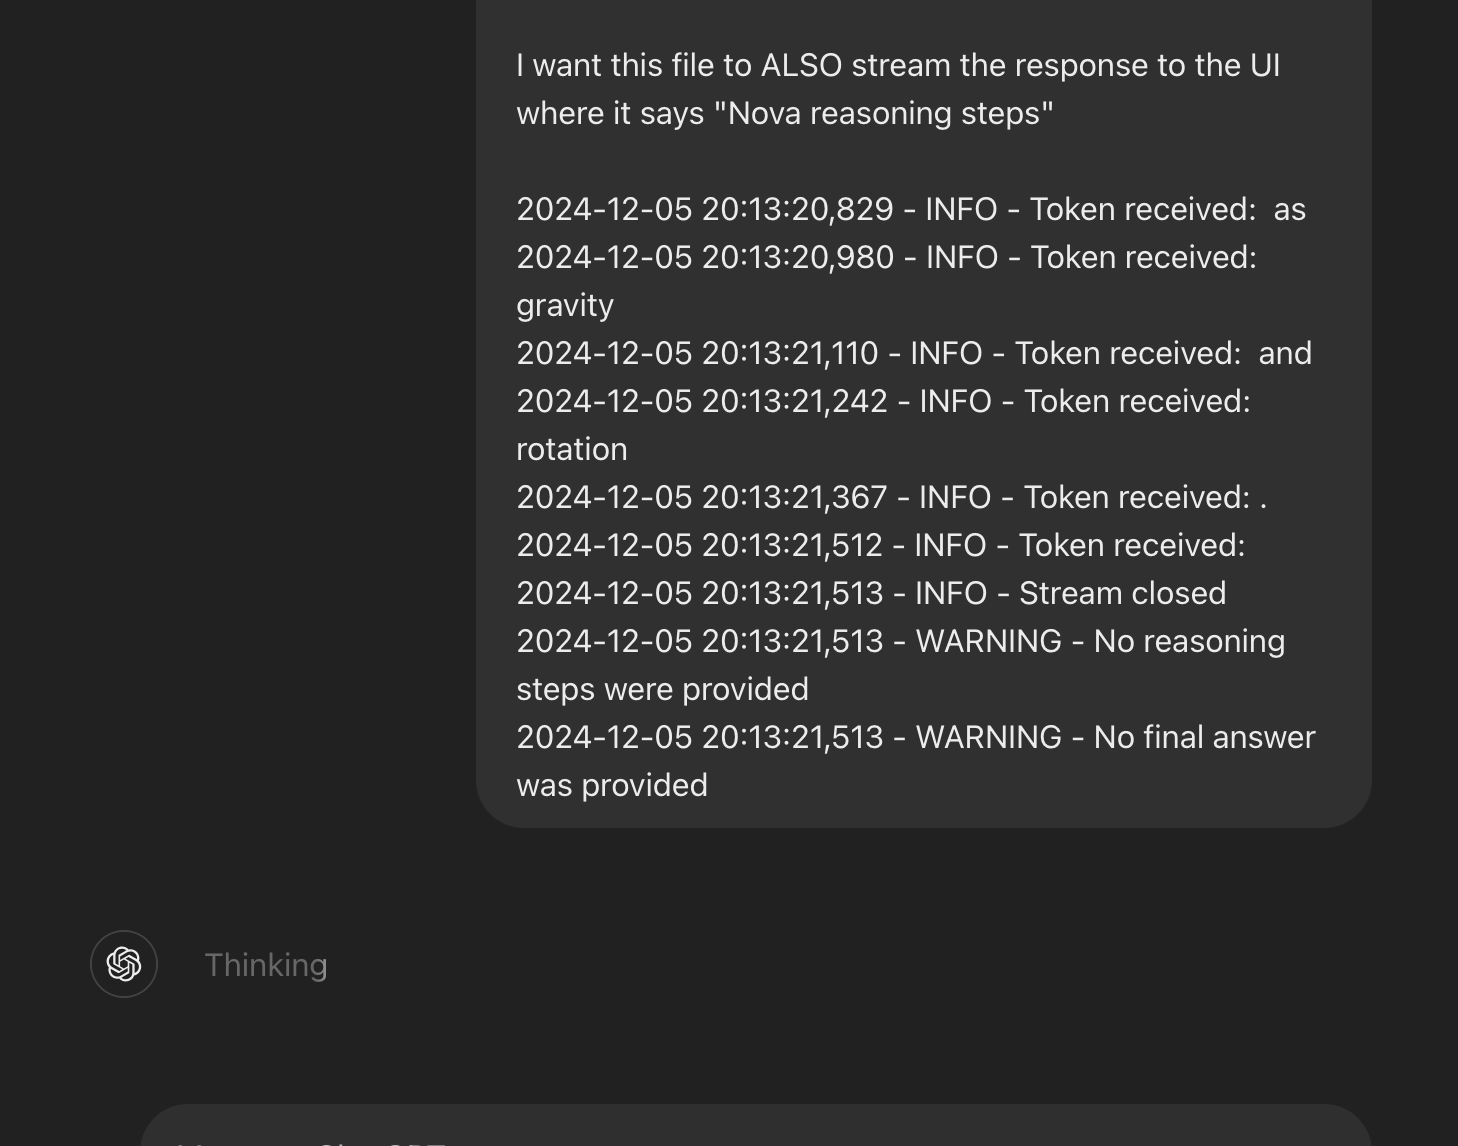 I want this file to ALSO stream the response to the UI
where it says "Nova reasoning steps"
2024-12-05 20:13:20,829 - INFO - Token received:  as
2024-12-05 20:13:20,980 - INFO - Token received:
gravity
2024-12-05 20:13:21,110 - INFO - Token received:  and
2024-12-05 20:13:21,242 - INFO - Token received:
rotation
2024-12-05 20:13:21,367 - INFO - Token received: .
2024-12-05 20:13:21,512 - INFO - Token received:
2024-12-05 20:13:21,513 - INFO - Stream closed
2024-12-05 20:13:21,513 - WARNING - No reasoning
steps were provided
2024-12-05 20:13:21,513 - WARNING - No final answer
was provided
Thinking